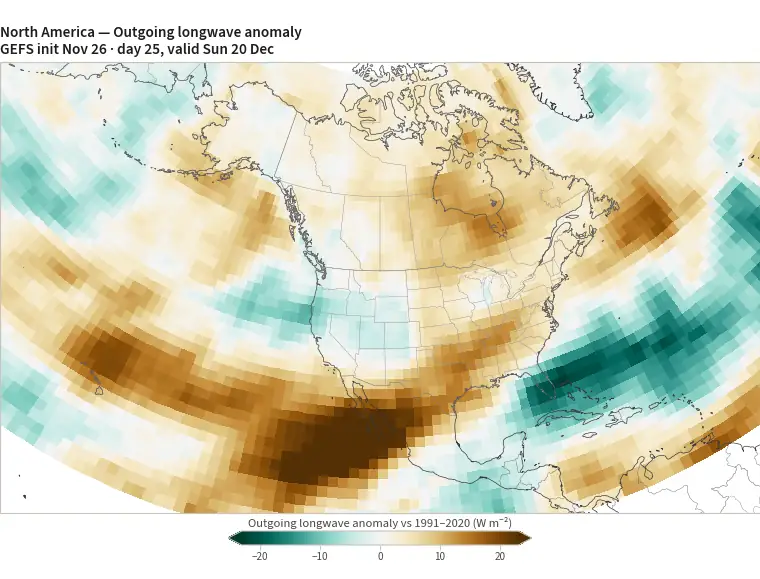 North America — Outgoing longwave anomaly
GEFS init Nov 26 · day 25, valid Sun 20 Dec
Outgoing longwave anomaly vs 1991–2020 (W m⁻²)
−20 −10 0 10 20